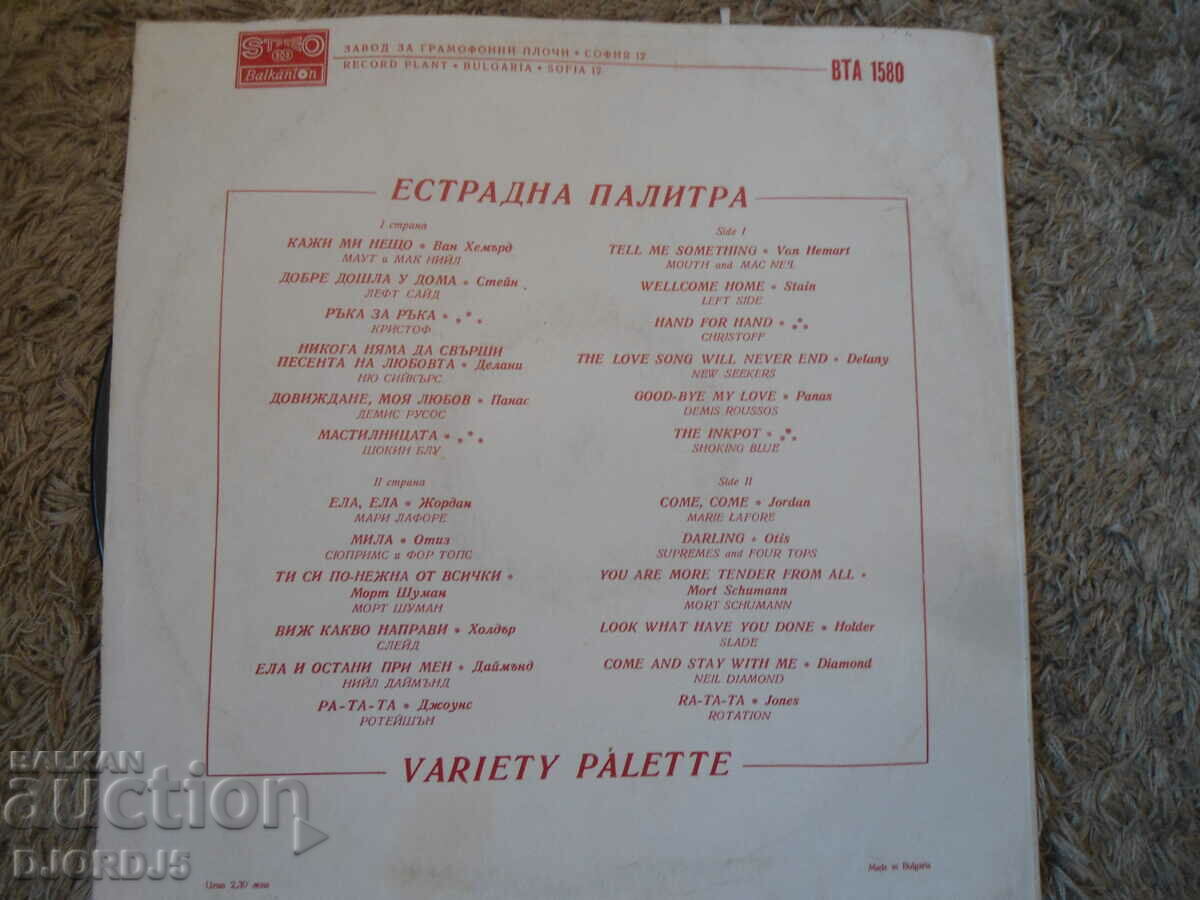 STEREO
Balkanton
ЗАВОД ЗА ГРАМОФОННИ ПЛОЧИ • СОФИЯ 12
RECORD PLANT • BULGARIA • SOFIA 12
ВТА 1580
ЕСТРАДНА ПАЛИТРА
I страна
КАЖИ МИ НЕЩО • Ван Хемърд
МАУТ и МАК НИЙЛ
ДОБРЕ ДОШЛА У ДОМА • Стейн
ЛЕФТ САЙД
РЪКА ЗА РЪКА • * * *
КРИСТОФ
НИКОГА НЯМА ДА СВЪРШИ
ПЕСЕНТА НА ЛЮБОВТА • Делани
НЮ СИЙКЪРС
ДОВИЖДАНЕ, МОЯ ЛЮБОВ • Панас
ДЕМИС РУСОС
МАСТИЛНИЦАТА • * * *
ШОКИН БЛУ
II страна
ЕЛА, ЕЛА • Жордан
МАРИ ЛАФОРЕ
МИЛА • Отиз
СЮПРИМС и ФОР ТОПС
ТИ СИ ПО-НЕЖНА ОТ ВСИЧКИ •
Морт Шуман
МОРТ ШУМАН
ВИЖ КАКВО НАПРАВИ • Холдър
СЛЕЙД
ЕЛА И ОСТАНИ ПРИ МЕН • Даймънд
НИЙЛ ДАЙМЪНД
РА-ТА-ТА • Джоунс
РОТЕЙШЪН
Side I
TELL ME SOMETHING • Van Hemart
MOUTH and MAC NEIL
WELLCOME HOME • Stain
LEFT SIDE
HAND FOR HAND • * * *
CHRISTOFF
THE LOVE SONG WILL NEVER END • Delany
NEW SEEKERS
GOOD-BYE MY LOVE • Panas
DEMIS ROUSSOS
THE INKPOT • * * *
SHOKING BLUE
Side II
COME, COME • Jordan
MARIE LAFORE
DARLING • Otis
SUPREMES and FOUR TOPS
YOU ARE MORE TENDER FROM ALL •
Mort Schumann
MORT SCHUMANN
LOOK WHAT HAVE YOU DONE • Holder
SLADE
COME AND STAY WITH ME • Diamond
NEIL DIAMOND
RA-TA-TA • Jones
ROTATION
VARIETY PALETTE
Цена 2,70 лева
Made in Bulgaria
BALKAN
auction
DJORDJ5